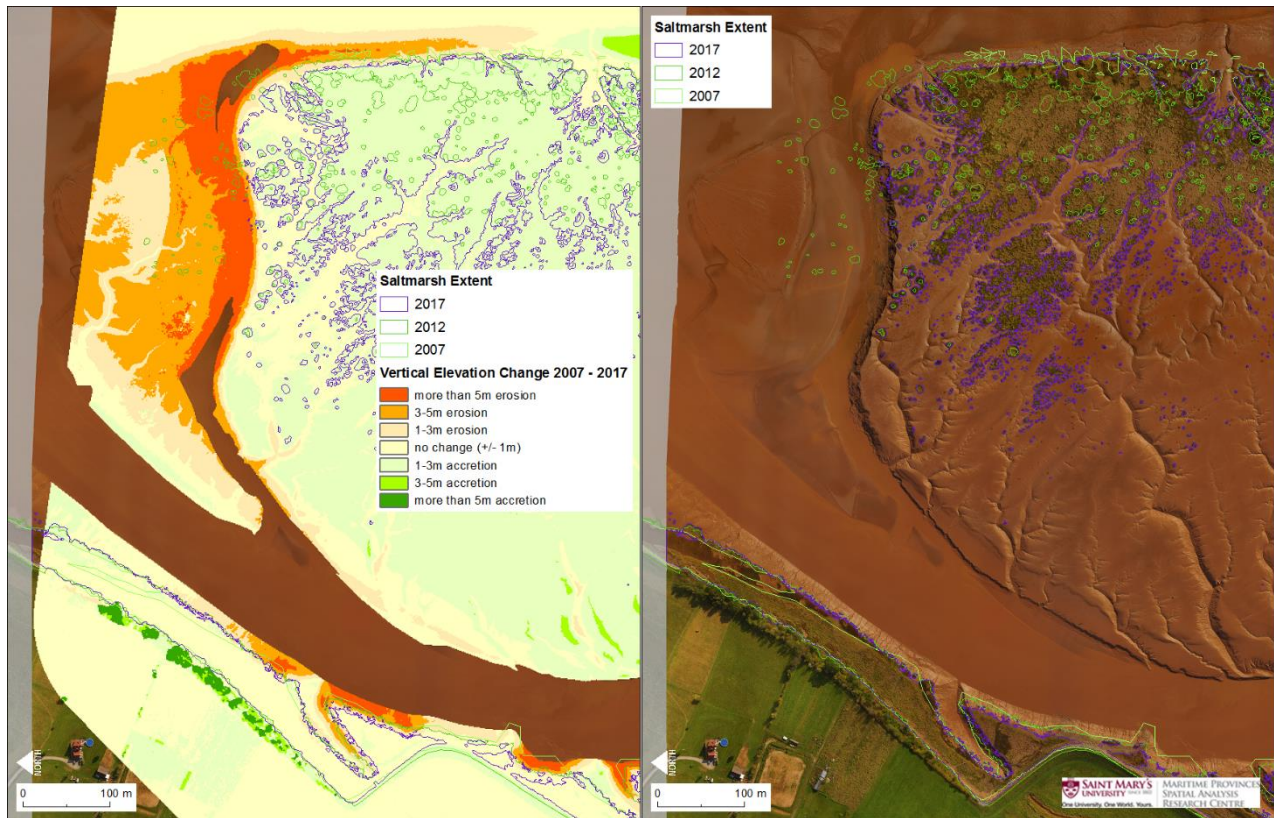 Saltmarsh Extent
2017
2012
2007
Vertical Elevation Change 2007 - 2017
more than 5m erosion
3-5m erosion
1-3m erosion
no change (+/- 1m)
1-3m accretion
3-5m accretion
more than 5m accretion
NORTH
0 100 m
Saltmarsh Extent
2017
2012
2007
NORTH
0 100 m
SAINT MARY'S
UNIVERSITY SINCE 1802
One University. One World. Yours.
MARITIME PROVINCES
SPATIAL ANALYSIS
RESEARCH CENTRE